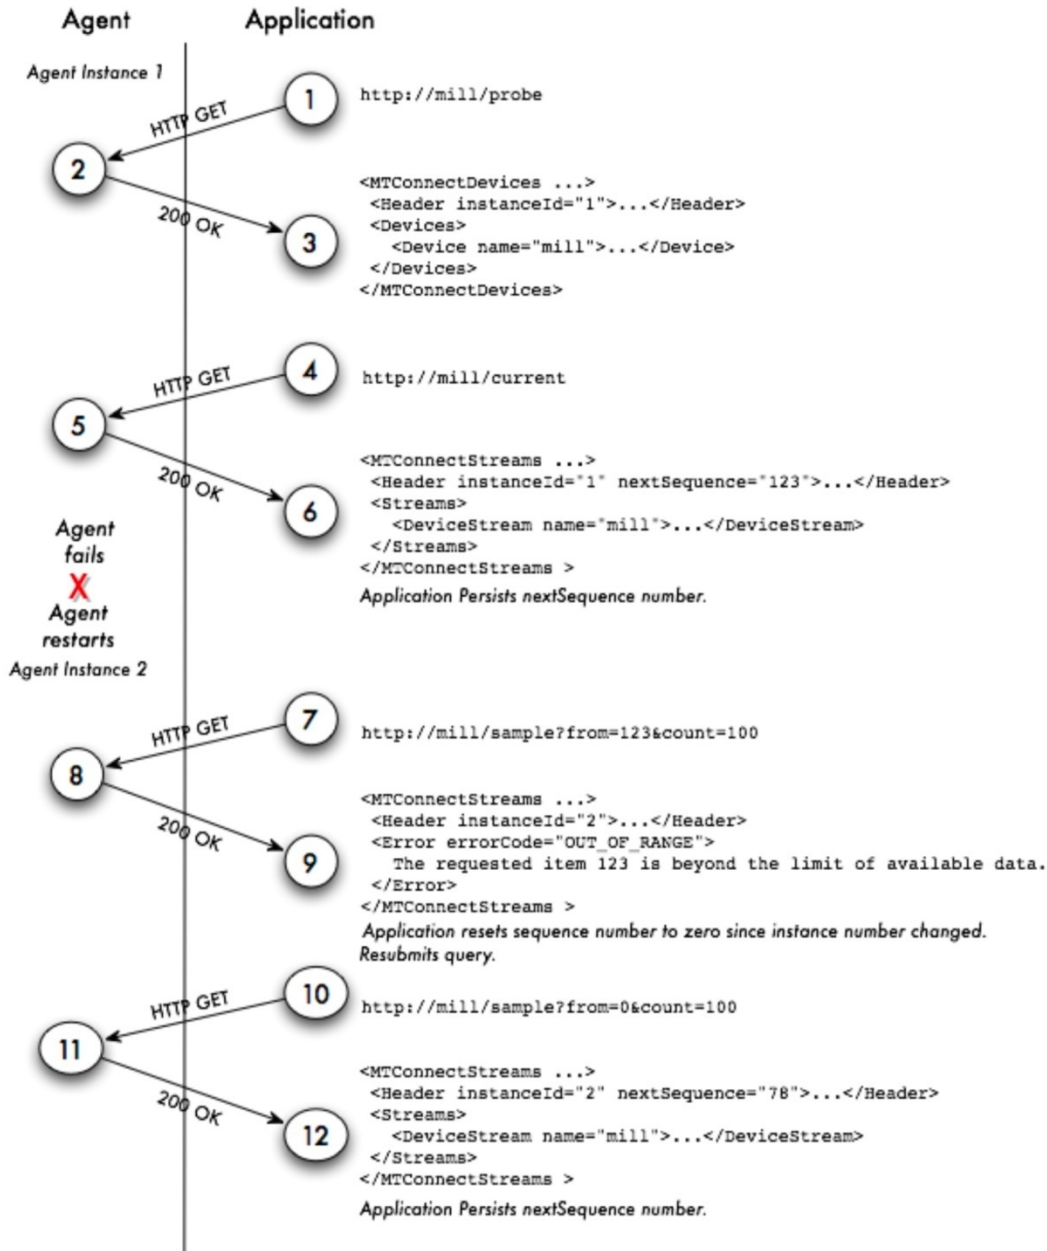 Agent Application
Agent Instance 1
1 http://mill/probe
HTTP GET
2
<MTConnectDevices ...>
<Header instanceId="1">...</Header>
200 OK
<Devices>
3 <Device name="mill">...</Device>
</Devices>
</MTConnectDevices>
4 http://mill/current
HTTP GET
5
<MTConnectStreams ...>
<Header instanceId="1" nextSequence="123">...</Header>
200 OK
<Streams>
6 <DeviceStream name="mill">...</DeviceStream>
</Streams>
</MTConnectStreams >
Application Persists nextSequence number.
Agent
fails
X
Agent
restarts
Agent Instance 2
7 http://mill/sample?from=123&count=100
HTTP GET
8
<MTConnectStreams ...>
<Header instanceId="2">...</Header>
200 OK
<Error errorCode="OUT_OF_RANGE">
9 The requested item 123 is beyond the limit of available data.
</Error>
</MTConnectStreams >
Application resets sequence number to zero since instance number changed.
Resubmits query.
10 http://mill/sample?from=0&count=100
HTTP GET
11
<MTConnectStreams ...>
<Header instanceId="2" nextSequence="78">...</Header>
200 OK
<Streams>
12 <DeviceStream name="mill">...</DeviceStream>
</Streams>
</MTConnectStreams >
Application Persists nextSequence number.